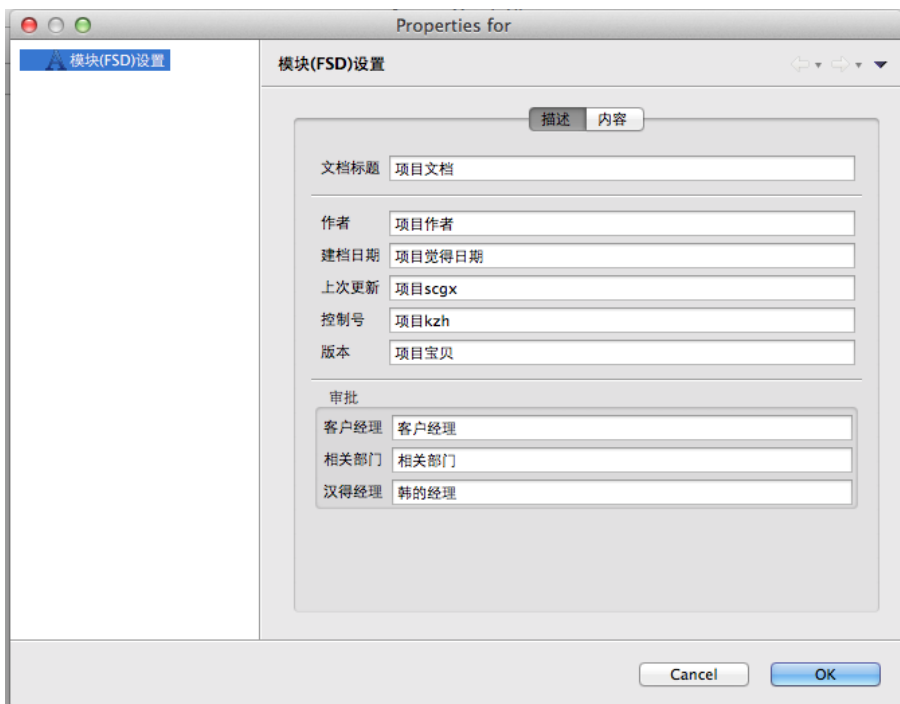 Properties for
模块(FSD)设置
模块(FSD)设置
描述 内容
文档标题 项目文档
作者 项目作者
建档日期 项目觉得日期
上次更新 项目scgx
控制号 项目kzh
版本 项目宝贝
审批
客户经理 客户经理
相关部门 相关部门
汉得经理 韩的经理
Cancel OK